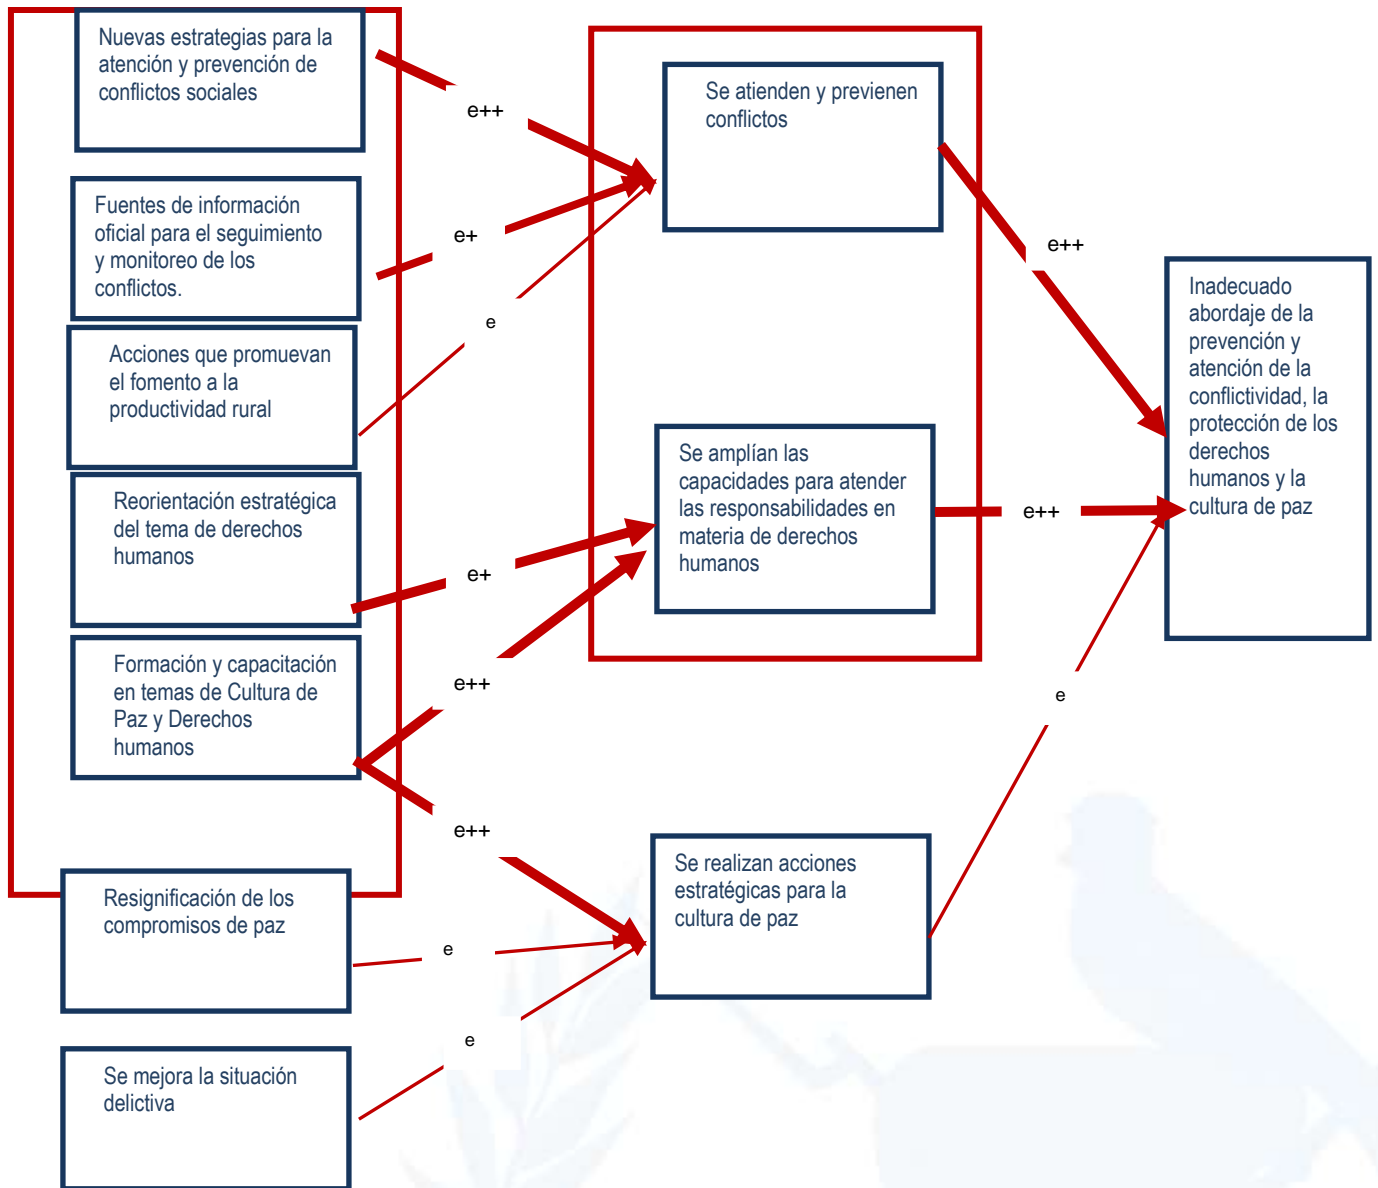 Nuevas estrategias para la
atención y prevención de
conflictos sociales
Fuentes de información
oficial para el seguimiento
y monitoreo de los
conflictos.
Acciones que promuevan
el fomento a la
productividad rural
Reorientación estratégica
del tema de derechos
humanos
Formación y capacitación
en temas de Cultura de
Paz y Derechos
humanos
Resignificación de los
compromisos de paz
Se mejora la situación
delictiva
e++
e+
e
e+
e++
e++
e
e
Se atienden y previenen
conflictos
Se amplían las
capacidades para atender
las responsabilidades en
materia de derechos
humanos
Se realizan acciones
estratégicas para la
cultura de paz
e++
e++
e
Inadecuado
abordaje de la
prevención y
atención de la
conflictividad, la
protección de los
derechos
humanos y la
cultura de paz